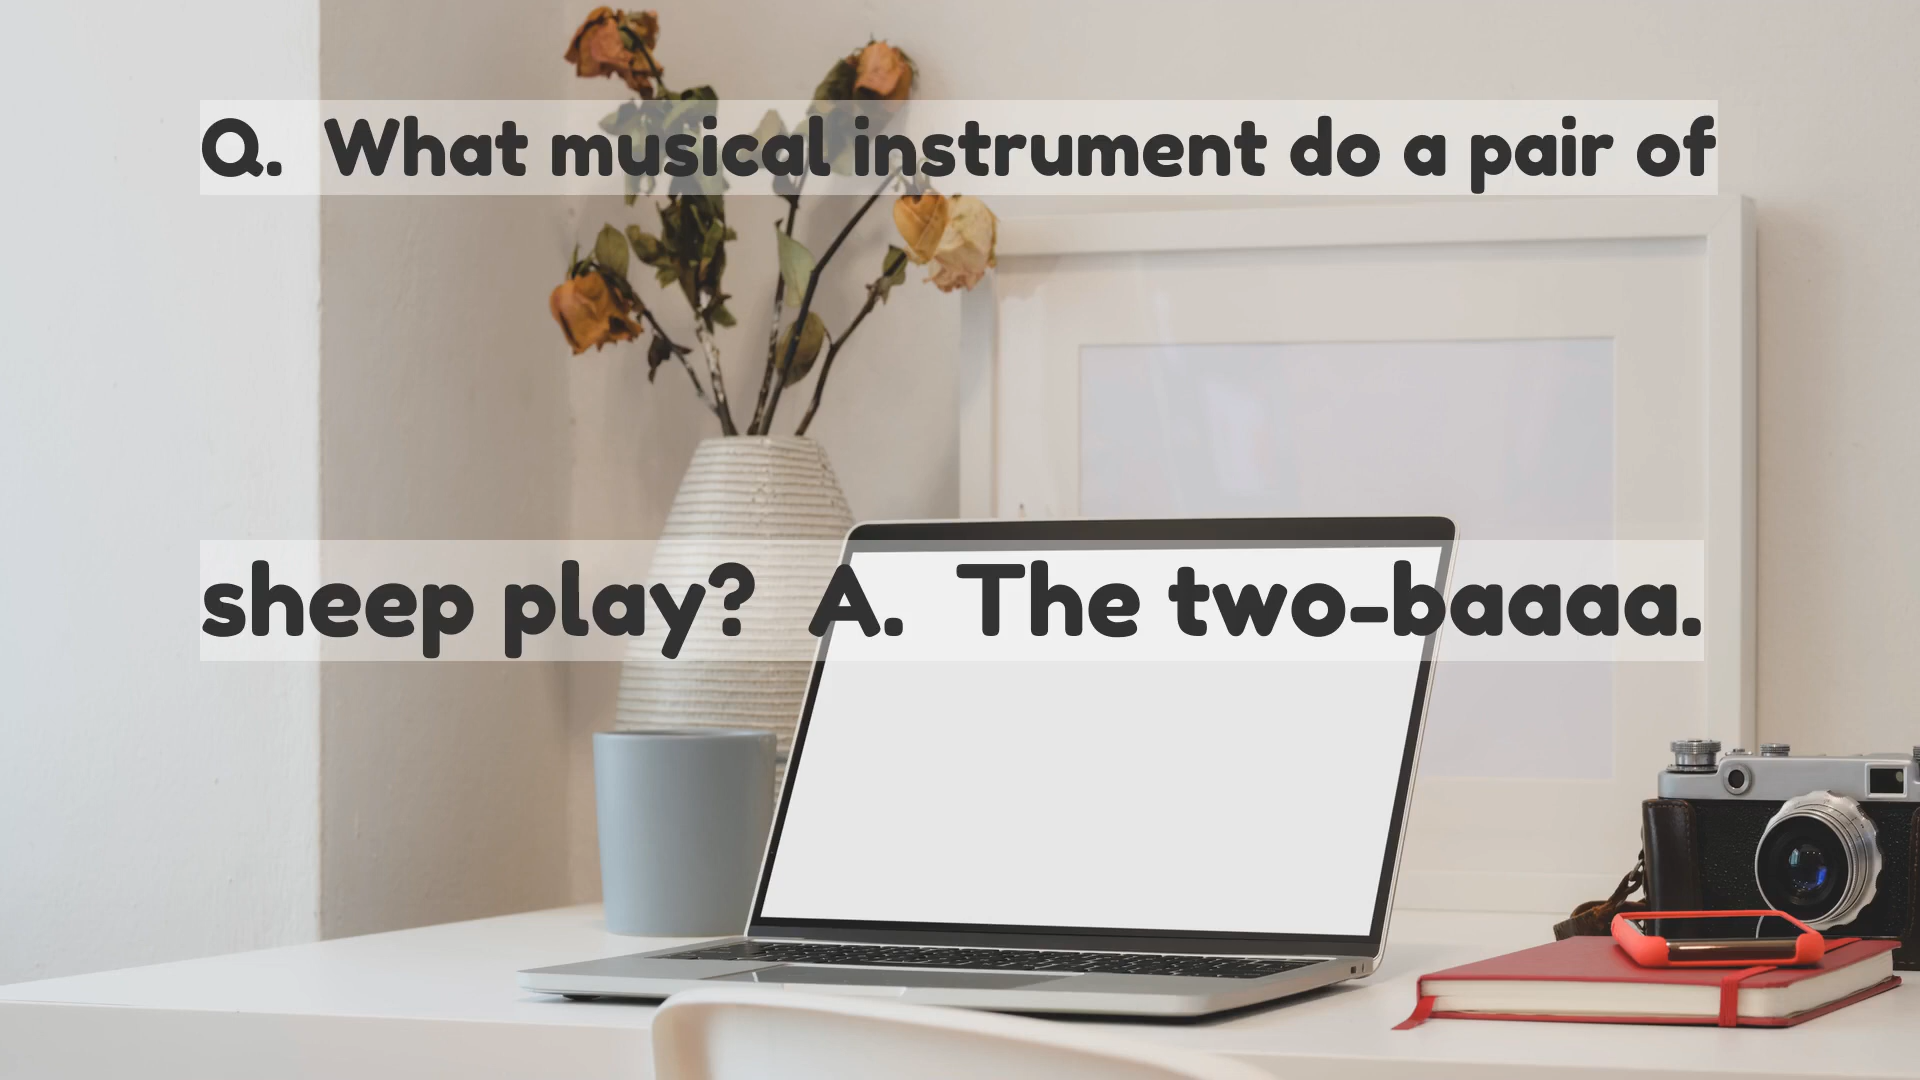 Q. What musical instrument do a pair of
sheep play? A. The two-baaaa.